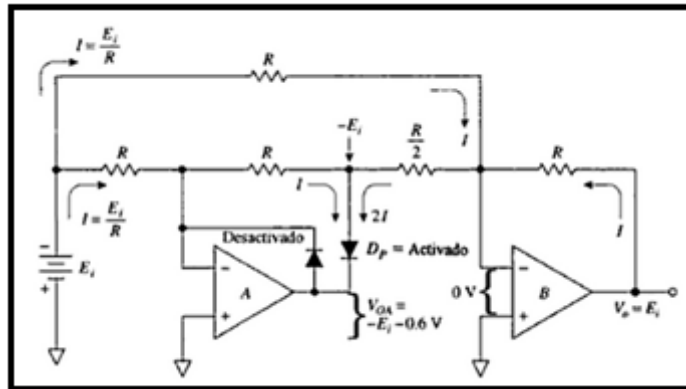 I = E_i / R
R
I
−E_i
R/2
R
R
R
I
I = E_i / R
I
2I
I
Desactivado
D_P = Activado
−
E_i
+
−
A
+
V_OA =
−E_i −0.6 V
0 V
−
B
+
V_o = E_i